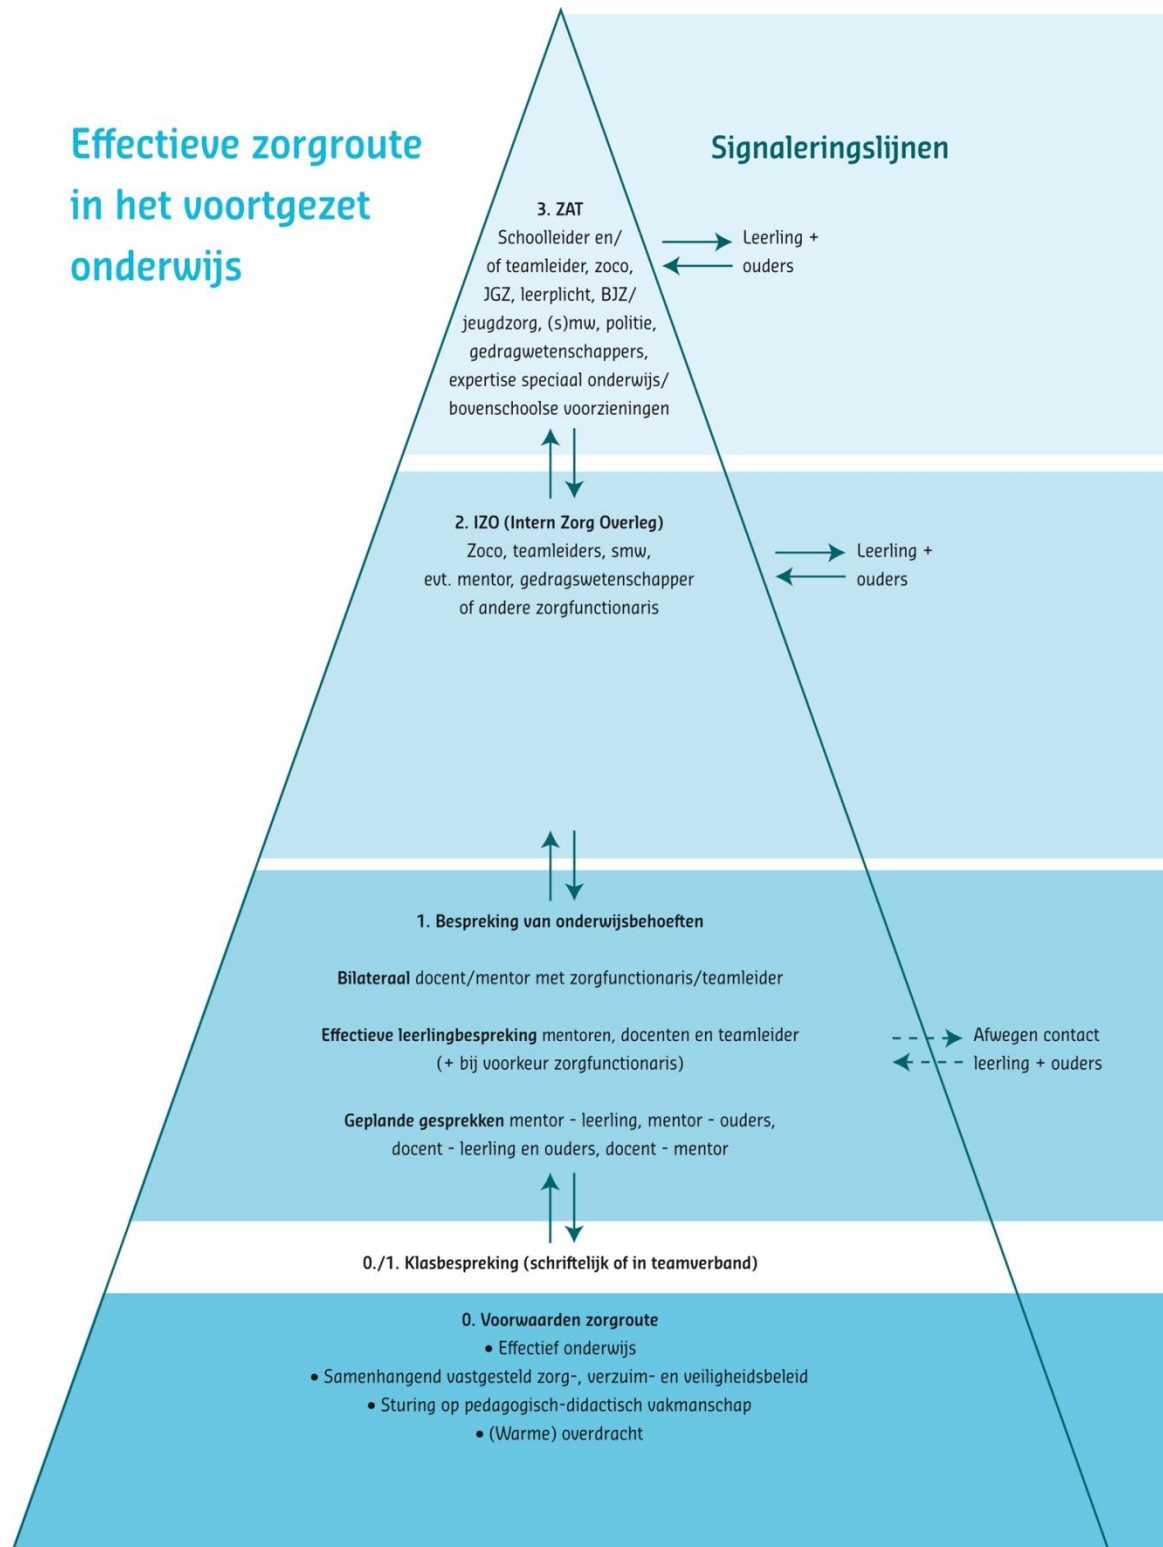 Effectieve zorgroute
in het voortgezet
onderwijs
Signaleringslijnen
3. ZAT
Schoolleider en/
of teamleider, zoco,
JGZ, leerplicht, BJZ/
jeugdzorg, (s)mw, politie,
gedragwetenschappers,
expertise speciaal onderwijs/
bovenschoolse voorzieningen
Leerling +
ouders
2. IZO (Intern Zorg Overleg)
Zoco, teamleiders, smw,
evt. mentor, gedragswetenschapper
of andere zorgfunctionaris
Leerling +
ouders
1. Bespreking van onderwijsbehoeften
Bilateraal docent/mentor met zorgfunctionaris/teamleider
Effectieve leerlingbespreking mentoren, docenten en teamleider
(+ bij voorkeur zorgfunctionaris)
Afwegen contact
leerling + ouders
Geplande gesprekken mentor - leerling, mentor - ouders,
docent - leerling en ouders, docent - mentor
0./1. Klasbespreking (schriftelijk of in teamverband)
0. Voorwaarden zorgroute
• Effectief onderwijs
• Samenhangend vastgesteld zorg-, verzuim- en veiligheidsbeleid
• Sturing op pedagogisch-didactisch vakmanschap
• (Warme) overdracht